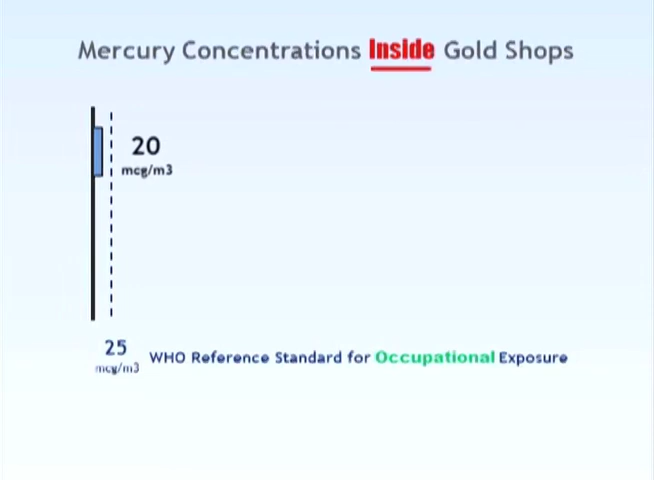 Mercury Concentrations Inside Gold Shops
20
mcg/m3
25
mcg/m3
WHO Reference Standard for Occupational Exposure